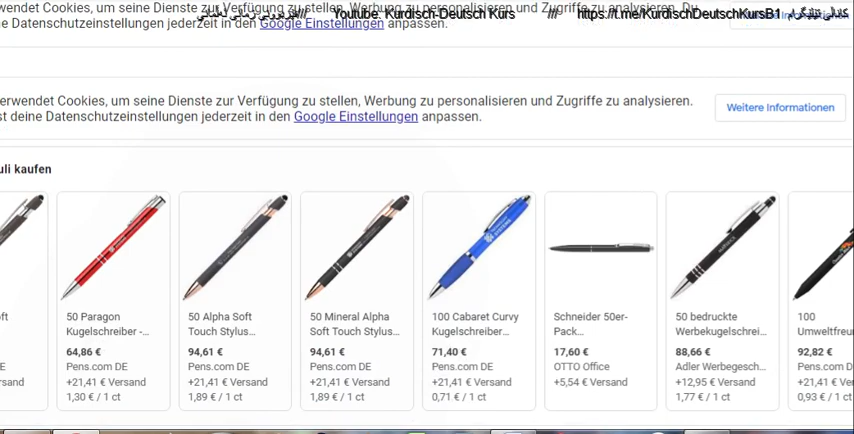 wendet Cookies, um seine Dienste zur Verfügung zu stellen, Werbung zu personalisieren und Zugriffe zu analysieren. Du
ne Datenschutzeinstellungen jederzeit in den Google Einstellungen anpassen.
/// Youtube: Kurdisch-Deutsch Kurs /// https://t.me/KurdischDeutschKursB1 کاناڵی تێلێگرام
erwendet Cookies, um seine Dienste zur Verfügung zu stellen, Werbung zu personalisieren und Zugriffe zu analysieren.
st deine Datenschutzeinstellungen jederzeit in den Google Einstellungen anpassen.
Weitere Informationen
uli kaufen
oft
E
rsand
50 Paragon
Kugelschreiber -...
64,86 €
Pens.com DE
+21,41 € Versand
1,30 € / 1 ct
50 Alpha Soft
Touch Stylus...
94,61 €
Pens.com DE
+21,41 € Versand
1,89 € / 1 ct
50 Mineral Alpha
Soft Touch Stylus...
94,61 €
Pens.com DE
+21,41 € Versand
1,89 € / 1 ct
100 Cabaret Curvy
Kugelschreiber...
71,40 €
Pens.com DE
+21,41 € Versand
0,71 € / 1 ct
Schneider 50er-
Pack...
17,60 €
OTTO Office
+5,54 € Versand
50 bedruckte
Werbekugelschrei...
88,66 €
Adler Werbegesch...
+12,95 € Versand
1,77 € / 1 ct
100
Umweltfreu
92,82 €
Pens.com D
+21,41 € Ve
0,93 € / 1 ct